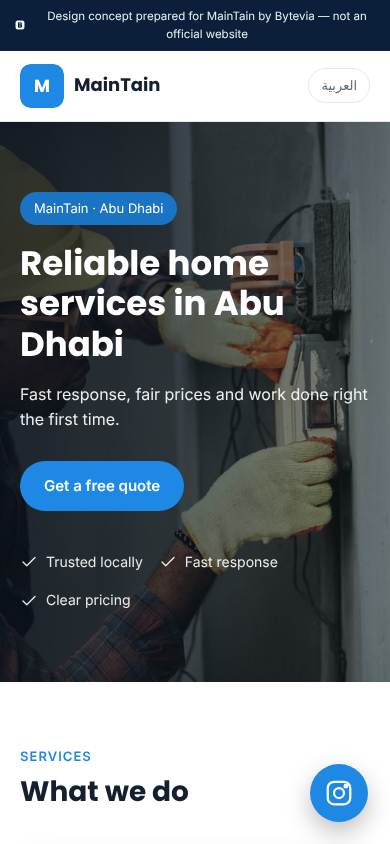 Design concept prepared for MainTain by Bytevia — not an
official website
B
M
MainTain
العربية
MainTain · Abu Dhabi
Reliable home
services in Abu
Dhabi
Fast response, fair prices and work done right
the first time.
Get a free quote
Trusted locally
Fast response
Clear pricing
SERVICES
What we do